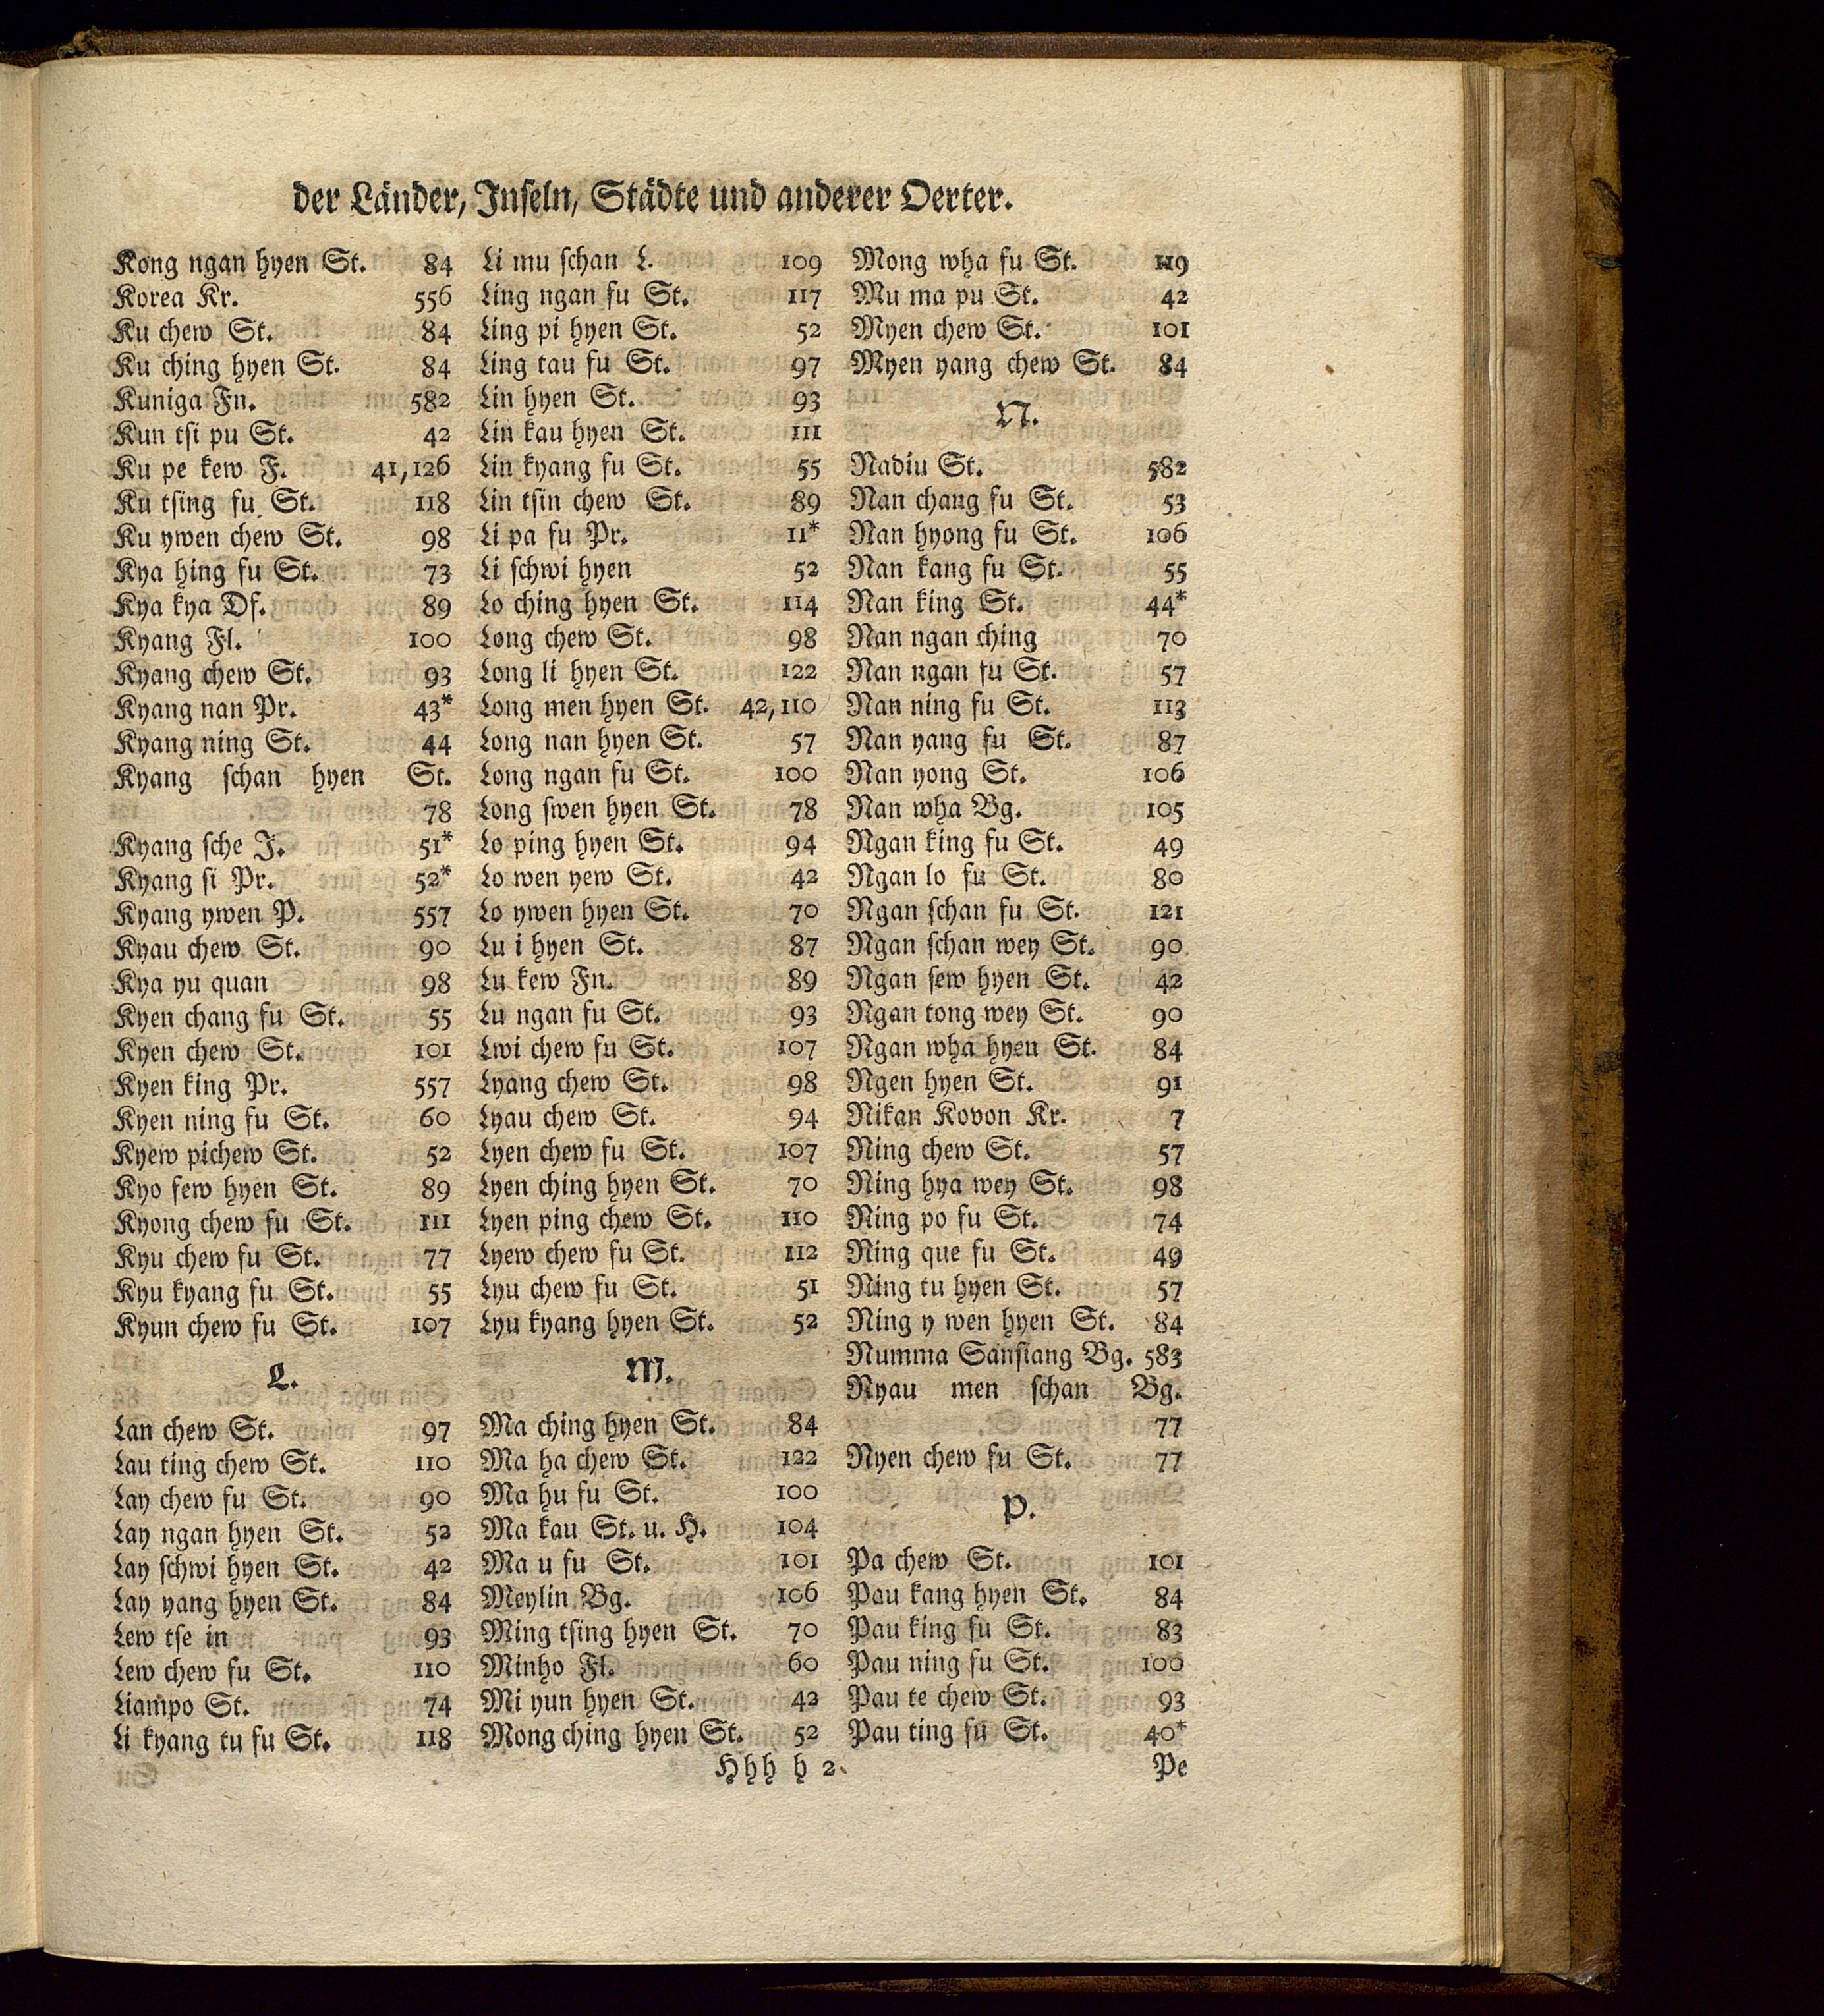 der Länder, Inseln, Städte und anderer Oerter.
Kong ngan hyen St. 84
Korea Kr. 556
Ku chew St. 84
Ku ching hyen St. 84
Kuniga Fn. 582
Kun tsi pu St. 42
Ku pe kew F. 41,126
Ku tsing fu St. 118
Ku ywen chew St. 98
Kya hing fu St. 73
Kya kya Df. 89
Kyang Fl. 100
Kyang chew St. 93
Kyang nan Pr. 43*
Kyang ning St. 44
Kyang schan hyen St.
78
Kyang sche J. 51*
Kyang si Pr. 52*
Kyang ywen P. 557
Kyau chew St. 90
Kya yu quan 98
Kyen chang fu St. 55
Kyen chew St. 101
Kyen king Pr. 557
Kyen ning fu St. 60
Kyew pichew St. 52
Kyo few hyen St. 89
Kyong chew fu St. 111
Kyu chew fu St. 77
Kyu kyang fu St. 55
Kyun chew fu St. 107
L.
Lan chew St. 97
Lau ting chew St. 110
Lay chew fu St. 90
Lay ngan hyen St. 52
Lay schwi hyen St. 42
Lay yang hyen St. 84
Lew tse in 93
Lew chew fu St. 110
Liampo St. 74
Li kyang tu fu St. 118
Li mu schan L. 109
Ling ngan fu St. 117
Ling pi hyen St. 52
Ling tau fu St. 97
Lin hyen St. 93
Lin kau hyen St. 111
Lin kyang fu St. 55
Lin tsin chew St. 89
Li pa fu Pr. 11*
Li schwi hyen 52
Lo ching hyen St. 114
Long chew St. 98
Long li hyen St. 122
Long men hyen St. 42,110
Long nan hyen St. 57
Long ngan fu St. 100
Long swen hyen St. 78
Lo ping hyen St. 94
Lo wen yew St. 42
Lo ywen hyen St. 70
Lu i hyen St. 87
Lu kew Fn. 89
Lu ngan fu St. 93
Lwi chew fu St. 107
Lyang chew St. 98
Lyau chew St. 94
Lyen chew fu St. 107
Lyen ching hyen St. 70
Lyen ping chew St. 110
Lyew chew fu St. 112
Lyu chew fu St. 51
Lyu kyang hyen St. 52
M.
Ma ching hyen St. 84
Ma ha chew St. 122
Ma hu fu St. 100
Ma kau St. u. H. 104
Ma u fu St. 101
Meylin Bg. 106
Ming tsing hyen St. 70
Minho Fl. 60
Mi yun hyen St. 42
Mong ching hyen St. 52
Mong wha fu St. 119
Mu ma pu St. 42
Myen chew St. 101
Myen yang chew St. 84
N.
Nadiu St. 582
Nan chang fu St. 53
Nan hyong fu St. 106
Nan kang fu St. 55
Nan king St. 44*
Nan ngan ching 70
Nan ngan fu St. 57
Nan ning fu St. 113
Nan yang fu St. 87
Nan yong St. 106
Nan wha Bg. 105
Ngan king fu St. 49
Ngan lo fu St. 80
Ngan schan fu St. 121
Ngan schan wey St. 90
Ngan sew hyen St. 42
Ngan tong wey St. 90
Ngan wha hyen St. 84
Ngen hyen St. 91
Nikan Kovon Kr. 7
Ning chew St. 57
Ning hya wey St. 98
Ning po fu St. 74
Ning que fu St. 49
Ning tu hyen St. 57
Ning y wen hyen St. 84
Numma Sansiang Bg. 583
Nyau men schan Bg.
77
Nyen chew fu St. 77
P.
Pa chew St. 101
Pau kang hyen St. 84
Pau king fu St. 83
Pau ning fu St. 100
Pau te chew St. 93
Pau ting fu St. 40*
Hhh h 2
Pe